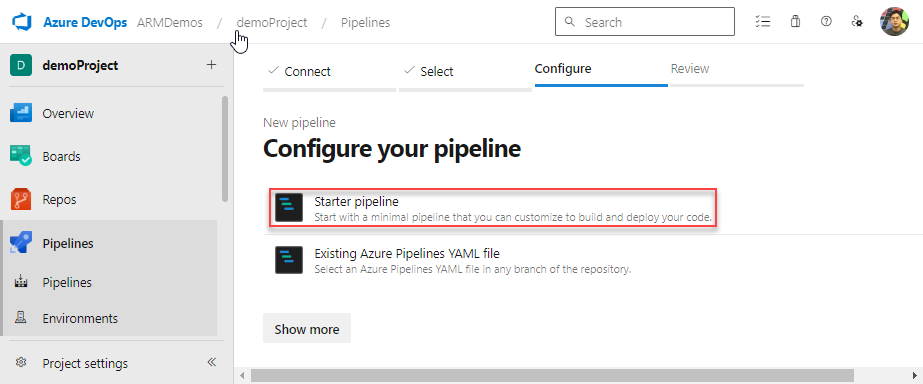 Azure DevOps ARMDemos / demoProject / Pipelines
Search
D demoProject +
Connect
Select
Configure
Review
Overview
Boards
Repos
Pipelines
Pipelines
Environments
Project settings
New pipeline
Configure your pipeline
Starter pipeline
Start with a minimal pipeline that you can customize to build and deploy your code.
Existing Azure Pipelines YAML file
Select an Azure Pipelines YAML file in any branch of the repository.
Show more